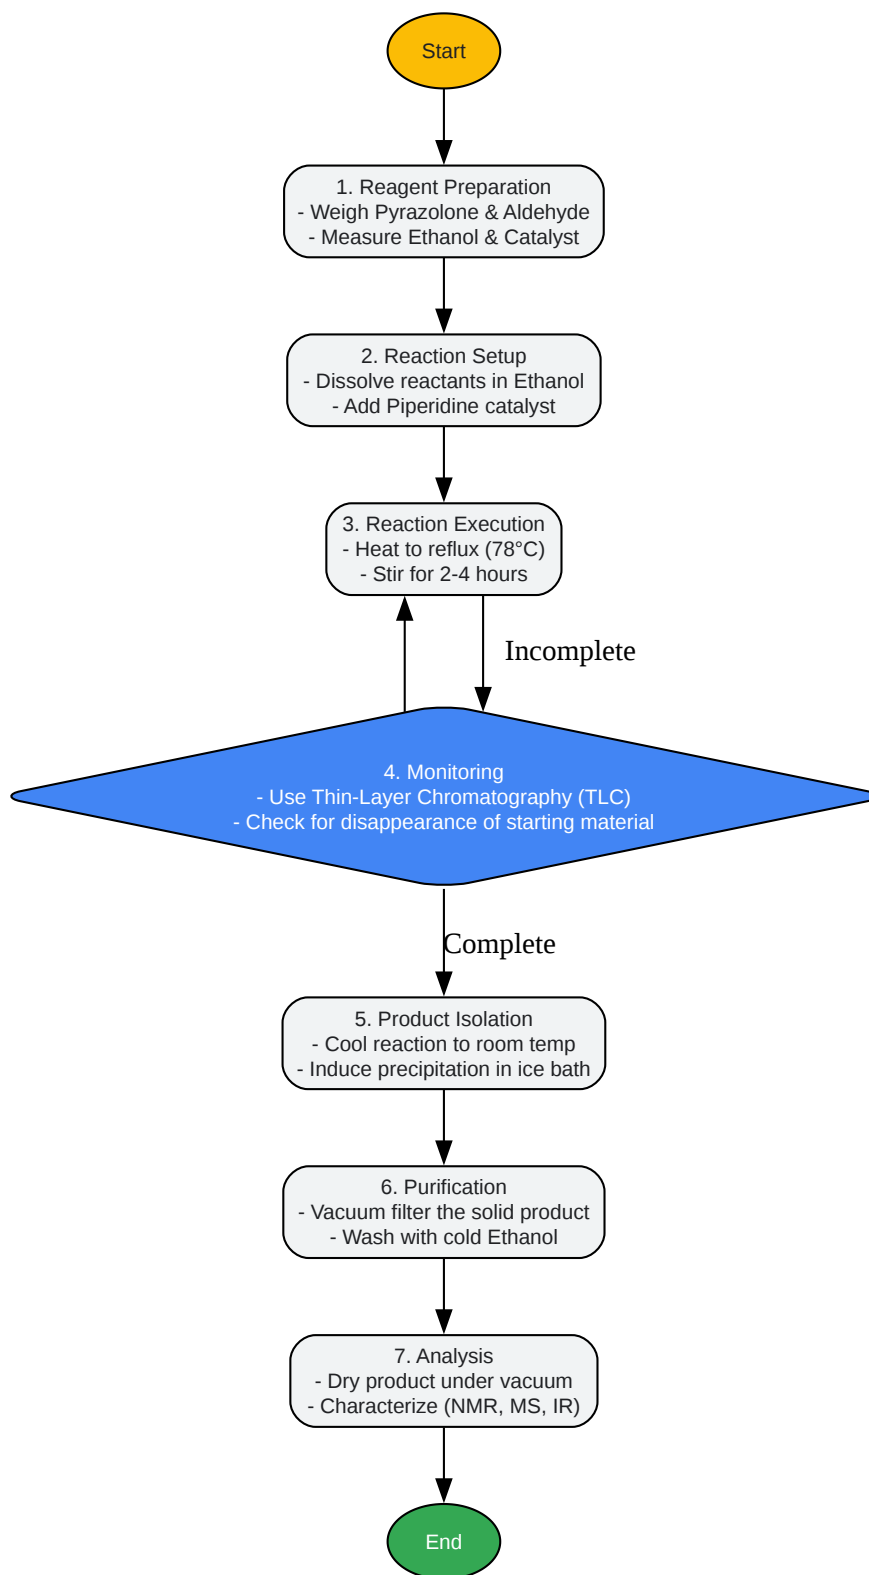 Start
1. Reagent Preparation
- Weigh Pyrazolone & Aldehyde
- Measure Ethanol & Catalyst
2. Reaction Setup
- Dissolve reactants in Ethanol
- Add Piperidine catalyst
3. Reaction Execution
- Heat to reflux (78°C)
- Stir for 2-4 hours
Incomplete
4. Monitoring
- Use Thin-Layer Chromatography (TLC)
- Check for disappearance of starting material
Complete
5. Product Isolation
- Cool reaction to room temp
- Induce precipitation in ice bath
6. Purification
- Vacuum filter the solid product
- Wash with cold Ethanol
7. Analysis
- Dry product under vacuum
- Characterize (NMR, MS, IR)
End